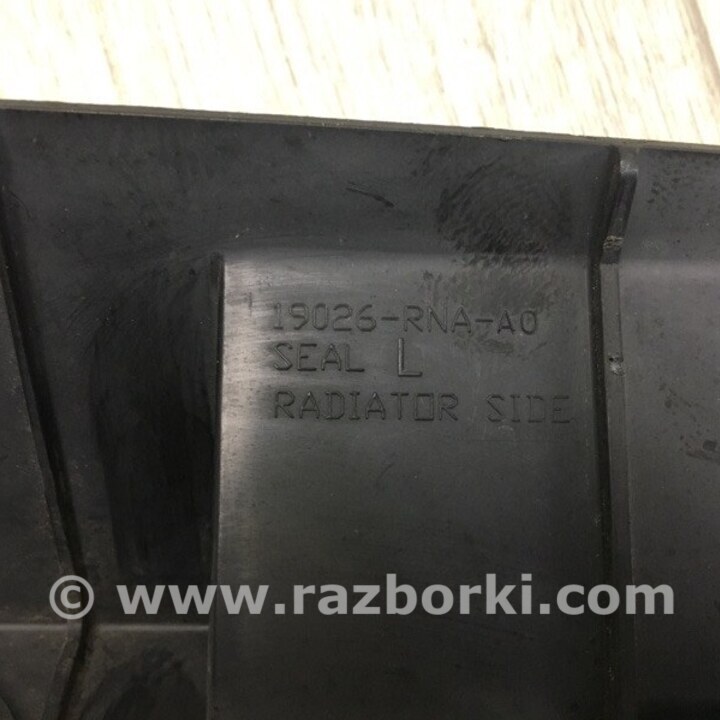 19026-RNA-A0
SEAL L
RADIATOR SIDE
© www.razborki.com